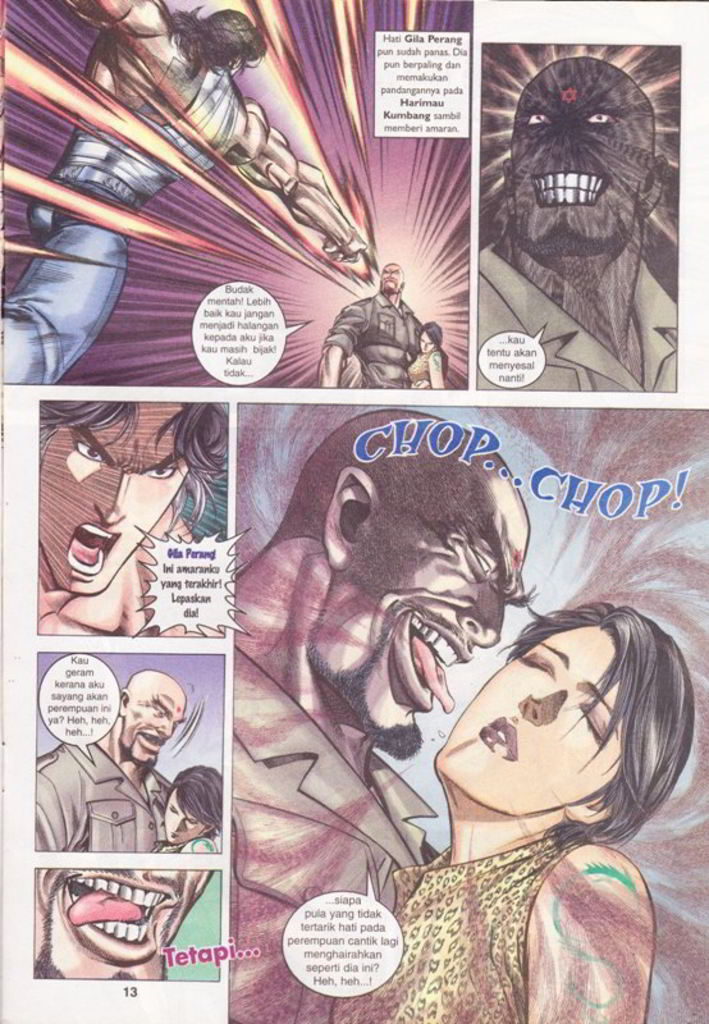 Hati Gila Perang
pun sudah panas. Dia
pun berpaling dan
memakukan
pandangannya pada
Harimau
Kumbang sambil
memberi amaran.
Budak
mentah! Lebih
baik kau jangan
menjadi halangan
kepada aku jika
kau masih bijak!
Kalau
tidak...
...kau
tentu akan
menyesal
nanti!
Gila Perang!
Ini amaranku
yang terakhir!
Lepaskan
dia!
CHOP...CHOP!
Kau
geram
kerana aku
sayang akan
perempuan ini
ya? Heh, heh,
heh...!
...siapa
pula yang tidak
tertarik hati pada
perempuan cantik lagi
menghairahkan
seperti dia ini?
Heh, heh...!
Tetapi...
13